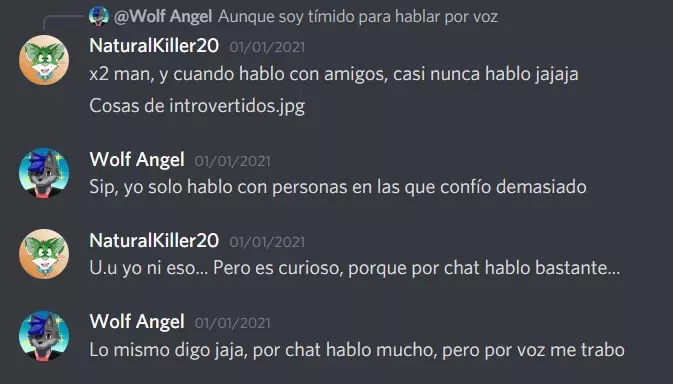 @Wolf Angel Aunque soy tímido para hablar por voz
NaturalKiller20 01/01/2021
x2 man, y cuando hablo con amigos, casi nunca hablo jajaja
Cosas de introvertidos.jpg
Wolf Angel 01/01/2021
Sip, yo solo hablo con personas en las que confío demasiado
NaturalKiller20 01/01/2021
U.u yo ni eso... Pero es curioso, porque por chat hablo bastante...
Wolf Angel 01/01/2021
Lo mismo digo jaja, por chat hablo mucho, pero por voz me trabo